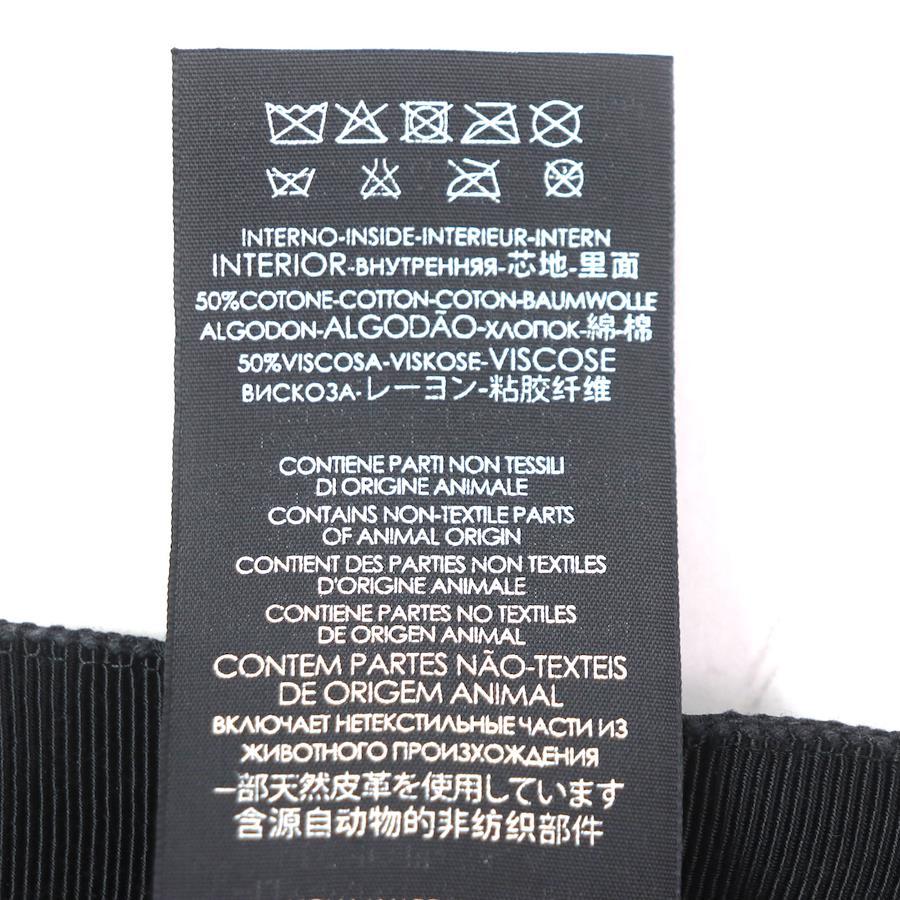 INTERNO-INSIDE-INTERIEUR-INTERN
INTERIOR-ВНУТРЕННЯЯ-芯地-里面
50%COTONE-COTTON-COTON-BAUMWOLLE
ALGODON-ALGODÃO-ХЛОПОК-綿-棉
50%VISCOSA-VISKOSE-VISCOSE
ВИСКОЗА-レーヨン-粘胶纤维
CONTIENE PARTI NON TESSILI
DI ORIGINE ANIMALE
CONTAINS NON-TEXTILE PARTS
OF ANIMAL ORIGIN
CONTIENT DES PARTIES NON TEXTILES
D'ORIGINE ANIMALE
CONTIENE PARTES NO TEXTILES
DE ORIGEN ANIMAL
CONTEM PARTES NÃO-TEXTEIS
DE ORIGEM ANIMAL
ВКЛЮЧАЕТ НЕТЕКСТИЛЬНЫЕ ЧАСТИ ИЗ
ЖИВОТНОГО ПРОИЗХОЖДЕНИЯ
一部天然皮革を使用しています
含源自动物的非纺织部件